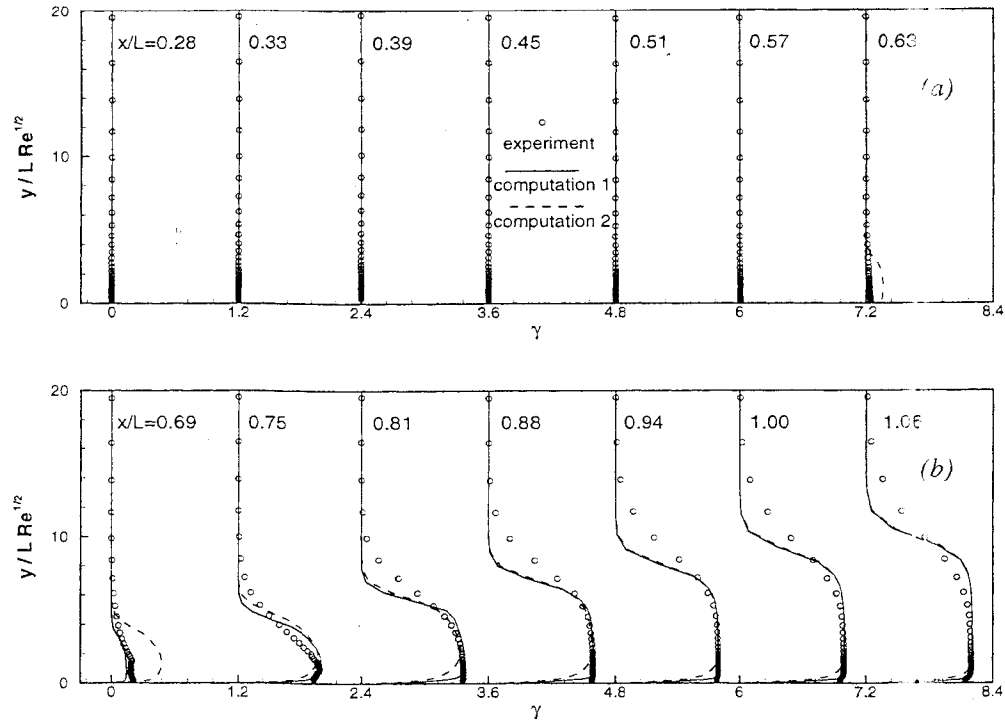 20
x/L=0.28 0.33 0.39 0.45 0.51 0.57 0.63
(a)
experiment
computation 1
computation 2
y / L Re^1/2
10
0
0 1.2 2.4 3.6 4.8 6 7.2 8.4
γ
20
x/L=0.69 0.75 0.81 0.88 0.94 1.00 1.06
(b)
y / L Re^1/2
10
0
0 1.2 2.4 3.6 4.8 6 7.2 8.4
γ